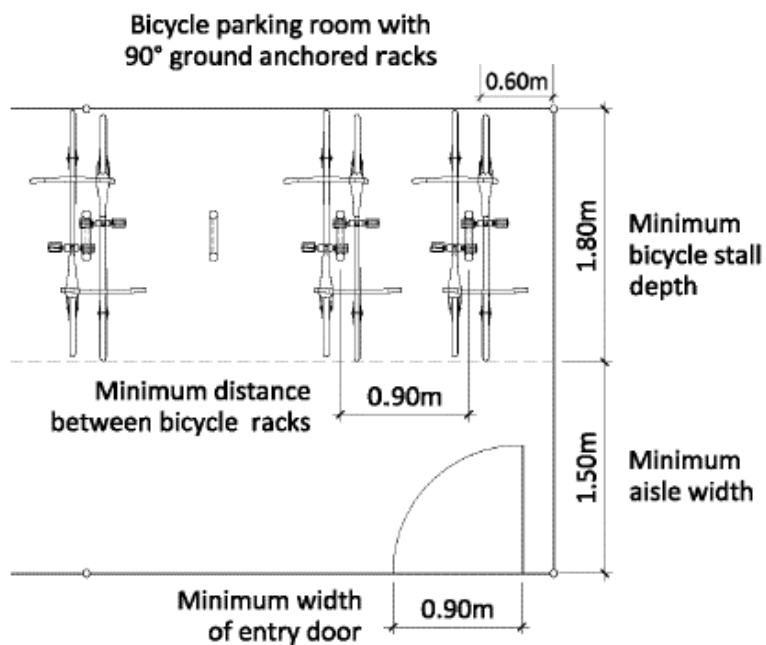 Bicycle parking room with
90° ground anchored racks
0.60m
1.80m
Minimum
bicycle stall
depth
Minimum distance
between bicycle racks
0.90m
1.50m
Minimum
aisle width
Minimum width
of entry door
0.90m